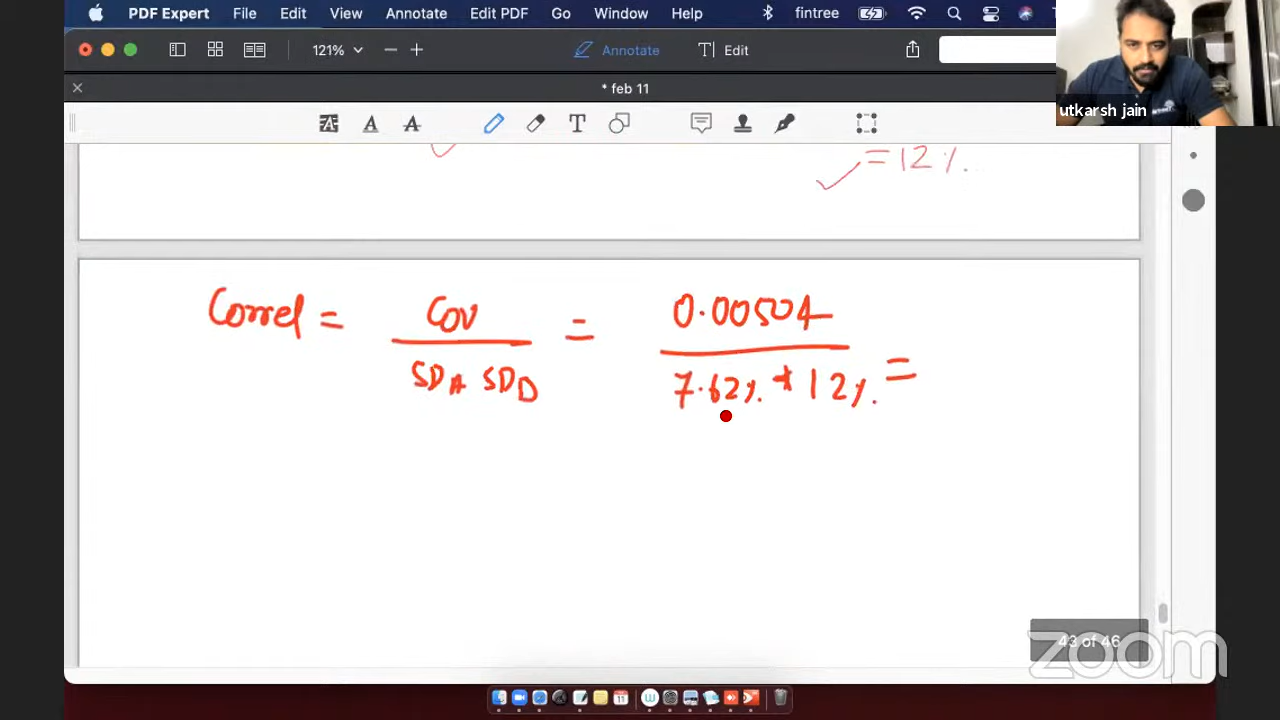 PDF Expert File Edit View Annotate Edit PDF Go Window Help fintree
121% Annotate T Edit
* feb 11
utkarsh jain
A A A T
= 12%.
Correl = Cov / SDA SDD = 0.00504 / 7.62% * 12%. =
43 of 46
zoom